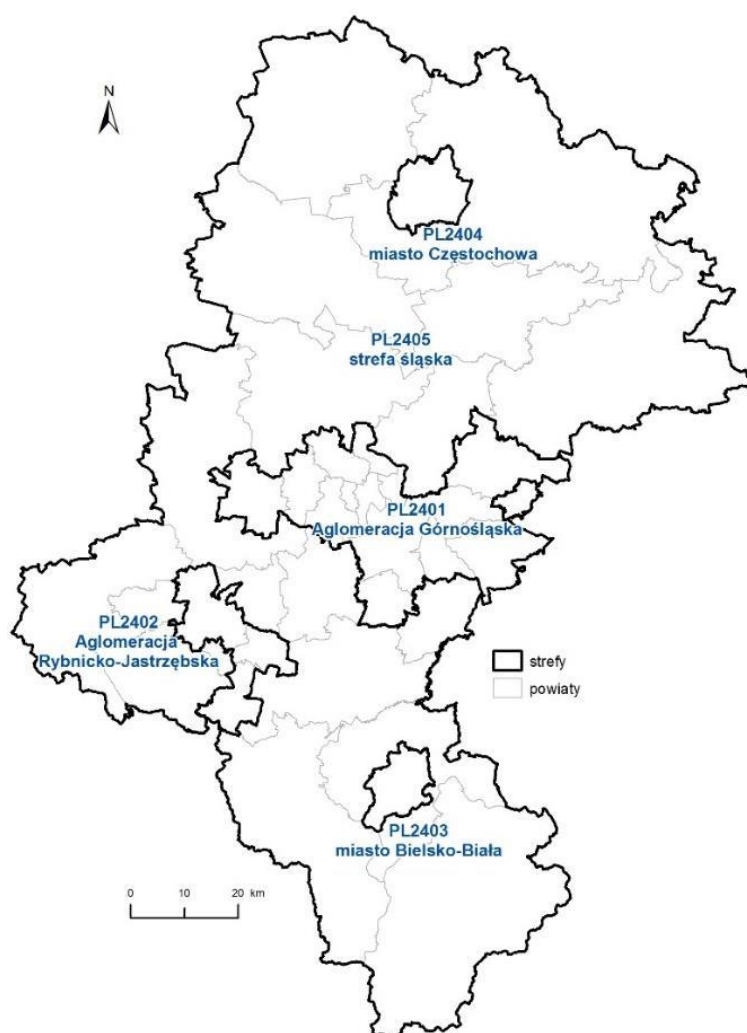 N
PL2404
miasto Częstochowa
PL2405
strefa śląska
PL2401
Aglomeracja Górnośląska
PL2402
Aglomeracja
Rybnicko-Jastrzębska
strefy
powiaty
PL2403
miasto Bielsko-Biała
0 10 20 km